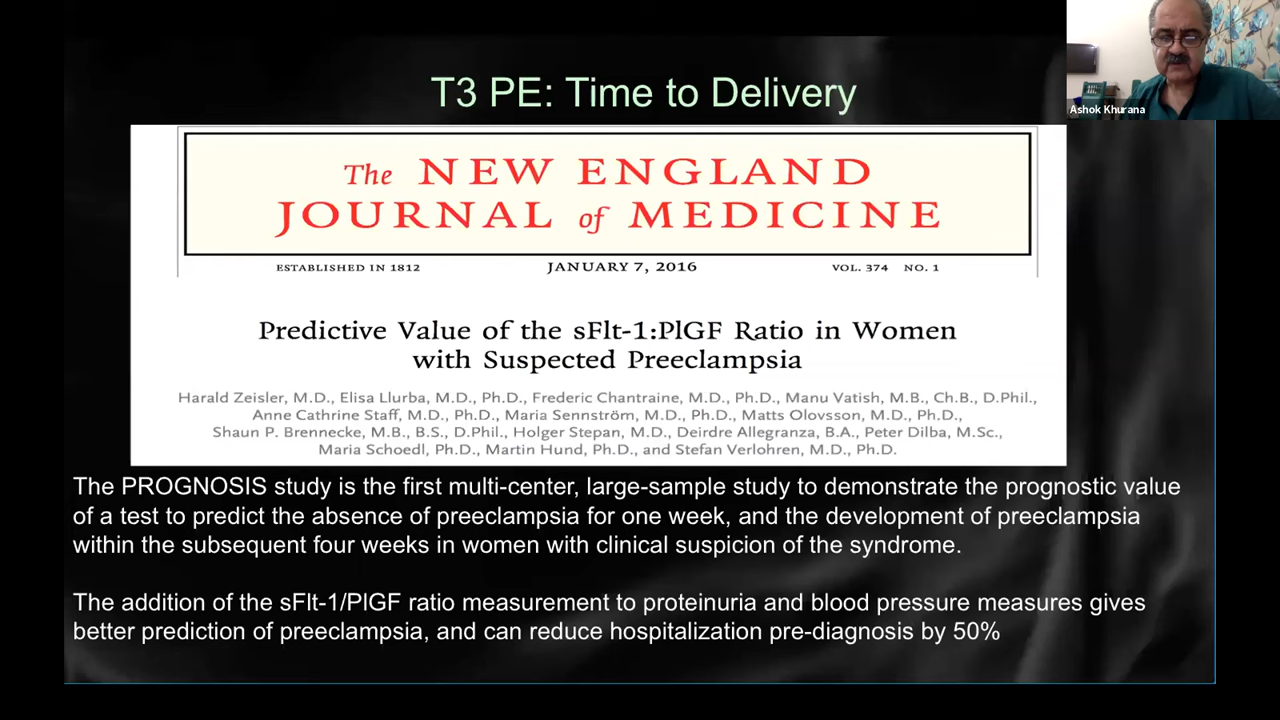 T3 PE: Time to Delivery
Ashok Khurana
The NEW ENGLAND
JOURNAL of MEDICINE
ESTABLISHED IN 1812 JANUARY 7, 2016 VOL. 374 NO. 1
Predictive Value of the sFlt-1:PlGF Ratio in Women
with Suspected Preeclampsia
Harald Zeisler, M.D., Elisa Llurba, M.D., Ph.D., Frederic Chantraine, M.D., Ph.D., Manu Vatish, M.B., Ch.B., D.Phil.,
Anne Cathrine Staff, M.D., Ph.D., Maria Sennström, M.D., Ph.D., Matts Olovsson, M.D., Ph.D.,
Shaun P. Brennecke, M.B., B.S., D.Phil., Holger Stepan, M.D., Deirdre Allegranza, B.A., Peter Dilba, M.Sc.,
Maria Schoedl, Ph.D., Martin Hund, Ph.D., and Stefan Verlohren, M.D., Ph.D.
The PROGNOSIS study is the first multi-center, large-sample study to demonstrate the prognostic value
of a test to predict the absence of preeclampsia for one week, and the development of preeclampsia
within the subsequent four weeks in women with clinical suspicion of the syndrome.
The addition of the sFlt-1/PlGF ratio measurement to proteinuria and blood pressure measures gives
better prediction of preeclampsia, and can reduce hospitalization pre-diagnosis by 50%